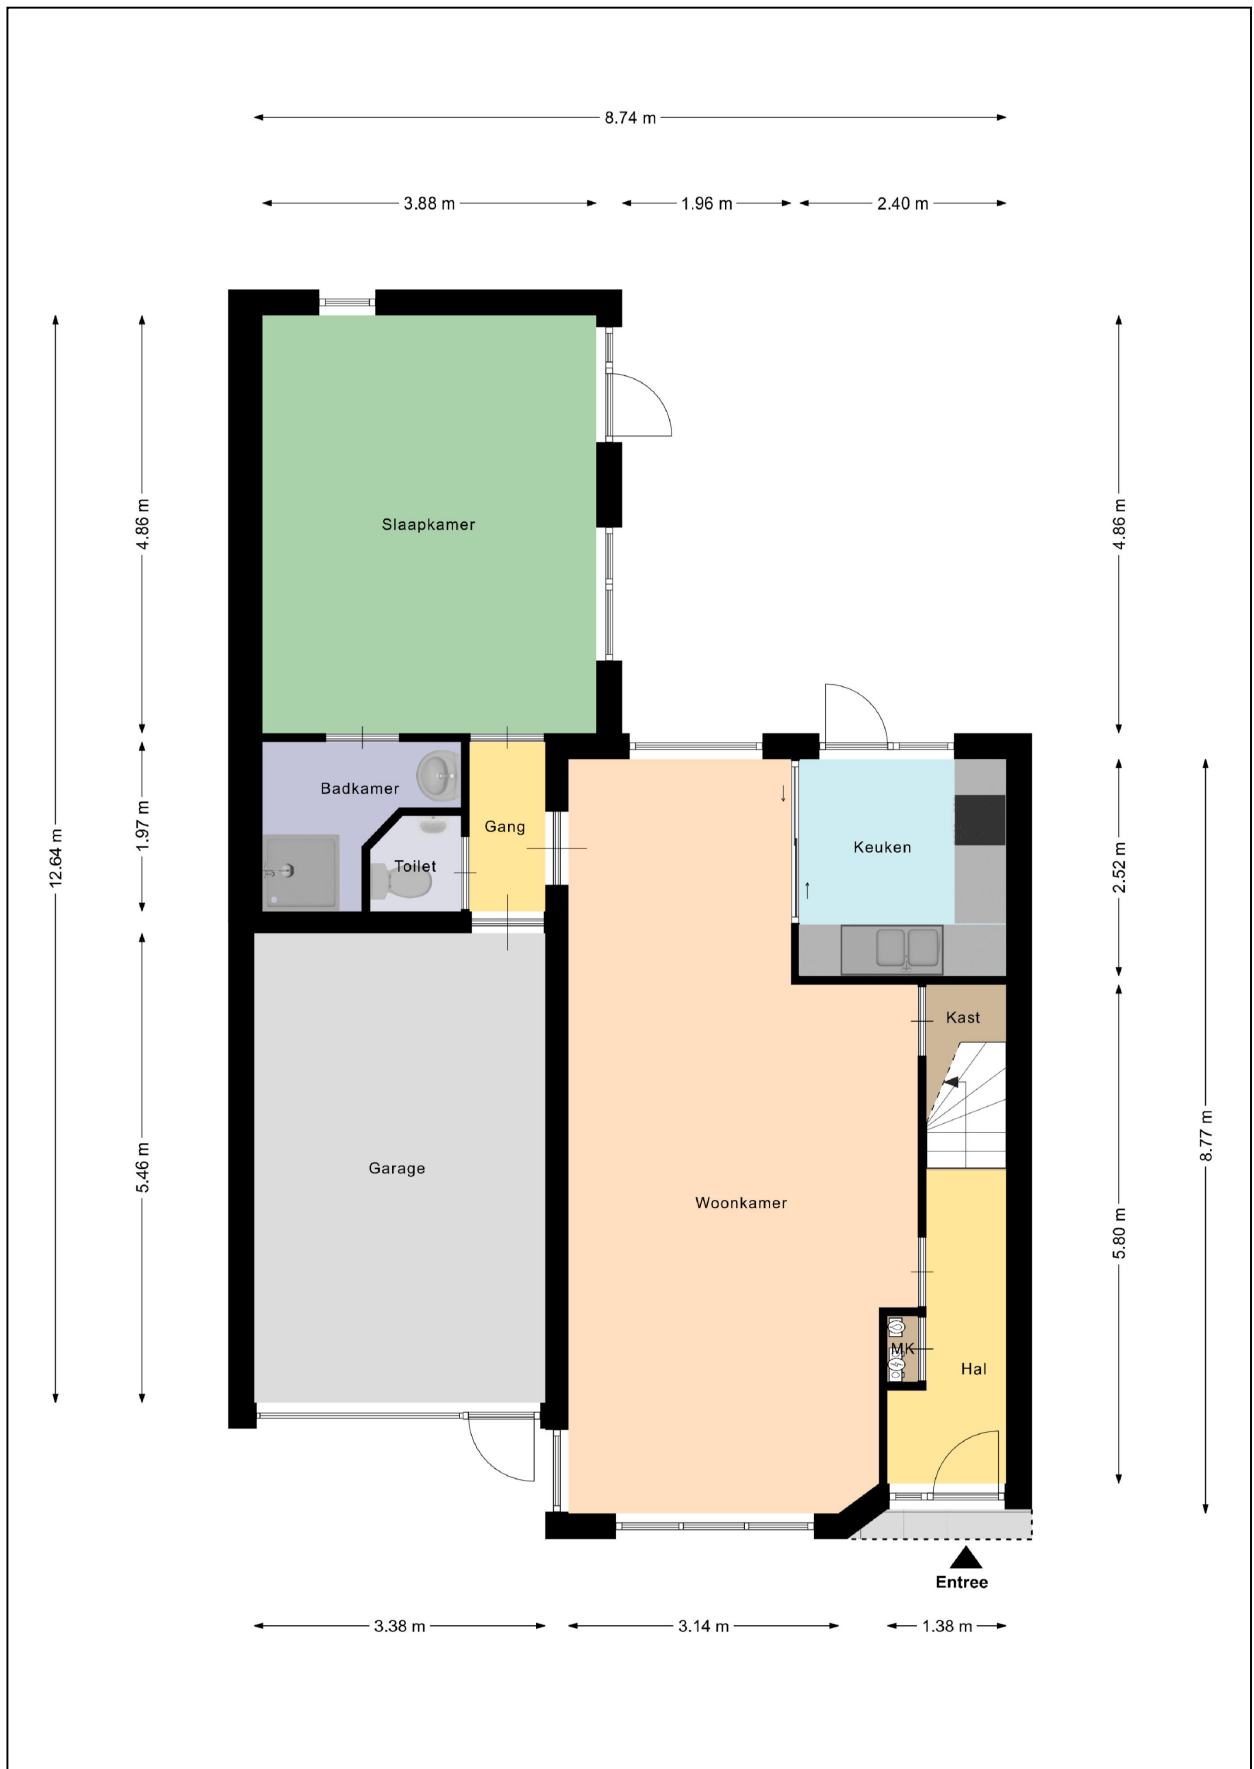 8.74 m
3.88 m
1.96 m
2.40 m
12.64 m
4.86 m
4.86 m
Slaapkamer
1.97 m
Badkamer
Toilet
Gang
Keuken
2.52 m
Kast
8.77 m
5.46 m
Garage
Woonkamer
5.80 m
MK
Hal
Entree
3.38 m
3.14 m
1.38 m